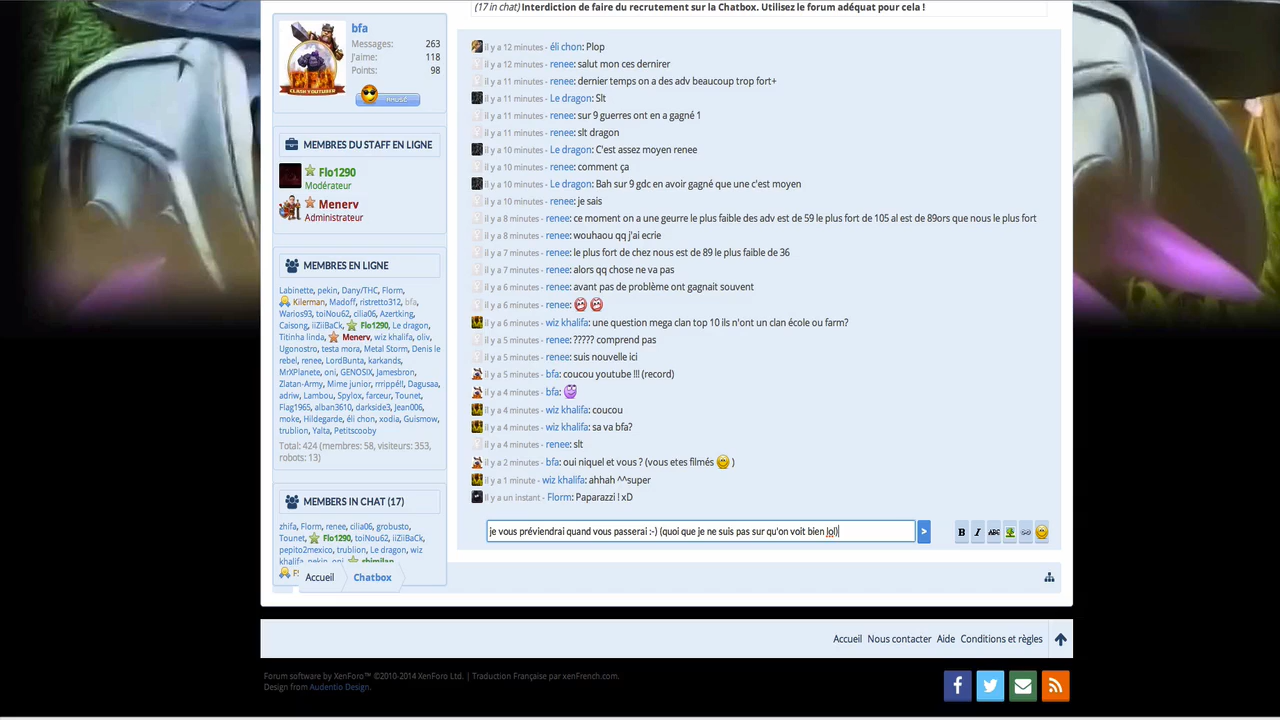 (17 in chat) Interdiction de faire du recrutement sur la Chatbox. Utilisez le forum adéquat pour cela !
bfa
Messages: 263
J'aime: 118
Points: 98
CLASH YOUTUBER
Amusé
MEMBRES DU STAFF EN LIGNE
Flo1290
Modérateur
Menerv
Administrateur
MEMBRES EN LIGNE
Labinette, pekin, Dany/THC, Florm,
Kilerman, Madoff, ristretto312, bfa,
Warios93, toiNou62, cilia06, Azertking,
Caisong, iiZiiBaCk, Flo1290, Le dragon,
Titinha linda, Menerv, wiz khalifa, oliv,
Ugonostro, testa mora, Metal Storm, Denis le
rebel, renee, LordBunta, karkands,
MrXPlanete, oni, GENOSIX, Jamesbron,
Zlatan-Army, Mime junior, rrrippé!!, Dagusaa,
adriw, Lambou, Spylox, farceur, Tounet,
Flag1965, alban3610, darkside3, Jean006,
moke, Hildegarde, éli chon, xodia, Guismow,
trublion, Yalta, Petitscooby
Total: 424 (membres: 58, visiteurs: 353,
robots: 13)
MEMBERS IN CHAT (17)
zhifa, Florm, renee, cilia06, grobusto,
Tounet, Flo1290, toiNou62, iiZiiBaCk,
pepito2mexico, trublion, Le dragon, wiz
khalifa, pekin, oni, shimilan,
il y a 12 minutes - éli chon: Plop
il y a 12 minutes - renee: salut mon ces dernirer
il y a 11 minutes - renee: dernier temps on a des adv beaucoup trop fort+
il y a 11 minutes - Le dragon: Slt
il y a 11 minutes - renee: sur 9 guerres ont en a gagné 1
il y a 11 minutes - renee: slt dragon
il y a 10 minutes - Le dragon: C'est assez moyen renee
il y a 10 minutes - renee: comment ça
il y a 10 minutes - Le dragon: Bah sur 9 gdc en avoir gagné que une c'est moyen
il y a 10 minutes - renee: je sais
il y a 8 minutes - renee: ce moment on a une geurre le plus faible des adv est de 59 le plus fort de 105 al est de 89ors que nous le plus fort
il y a 8 minutes - renee: wouhaou qq j'ai ecrie
il y a 7 minutes - renee: le plus fort de chez nous est de 89 le plus faible de 36
il y a 7 minutes - renee: alors qq chose ne va pas
il y a 6 minutes - renee: avant pas de problème ont gagnait souvent
il y a 6 minutes - renee:
il y a 6 minutes - wiz khalifa: une question mega clan top 10 ils n'ont un clan école ou farm?
il y a 5 minutes - renee: ????? comprend pas
il y a 5 minutes - renee: suis nouvelle ici
il y a 5 minutes - bfa: coucou youtube !!! (record)
il y a 4 minutes - bfa:
il y a 4 minutes - wiz khalifa: coucou
il y a 4 minutes - wiz khalifa: sa va bfa?
il y a 4 minutes - renee: slt
il y a 2 minutes - bfa: oui niquel et vous ? (vous etes filmés )
il y a 1 minute - wiz khalifa: ahhah ^^super
il y a un instant - Florm: Paparazzi ! xD
je vous préviendrai quand vous passerai :-) (quoi que je ne suis pas sur qu'on voit bien lol)
> B I ABC
Accueil Chatbox
Accueil Nous contacter Aide Conditions et règles
Forum software by XenForo™ ©2010-2014 XenForo Ltd. | Traduction Française par xenFrench.com.
Design from Audentio Design.